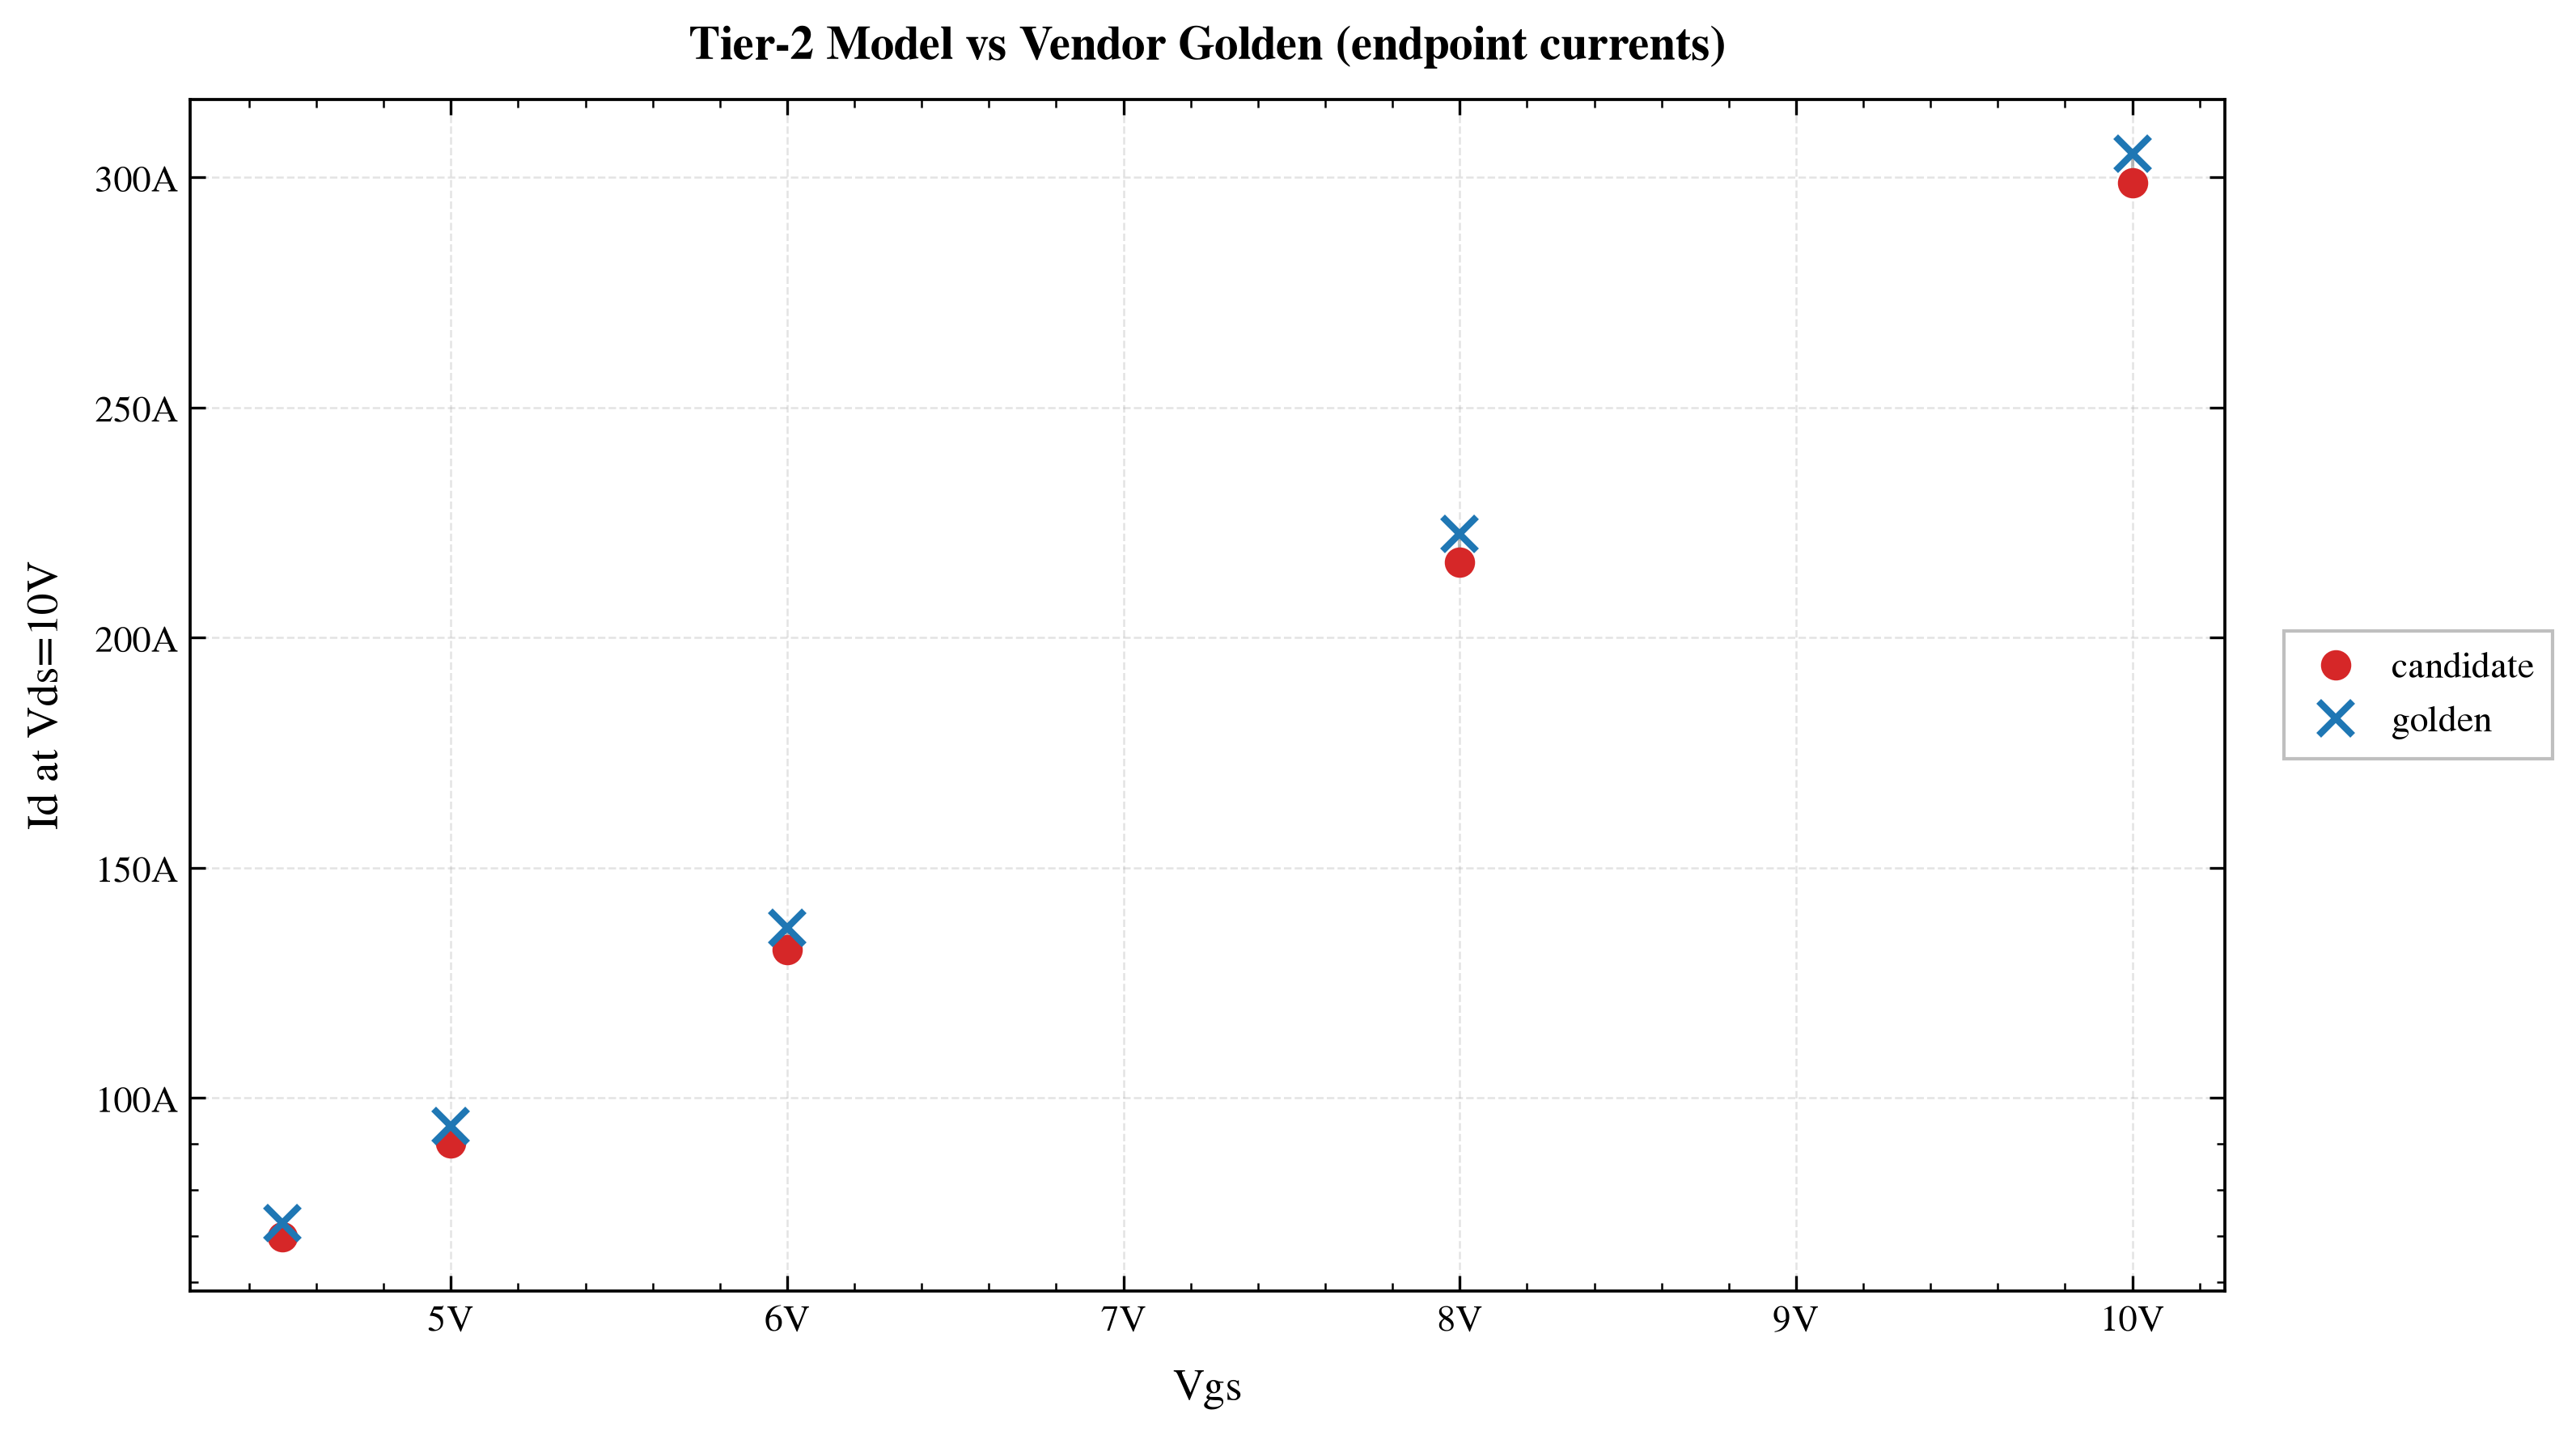 Tier-2 Model vs Vendor Golden (endpoint currents)
300A
250A
200A
150A
100A
Id at Vds=10V
candidate
golden
5V
6V
7V
8V
9V
10V
Vgs